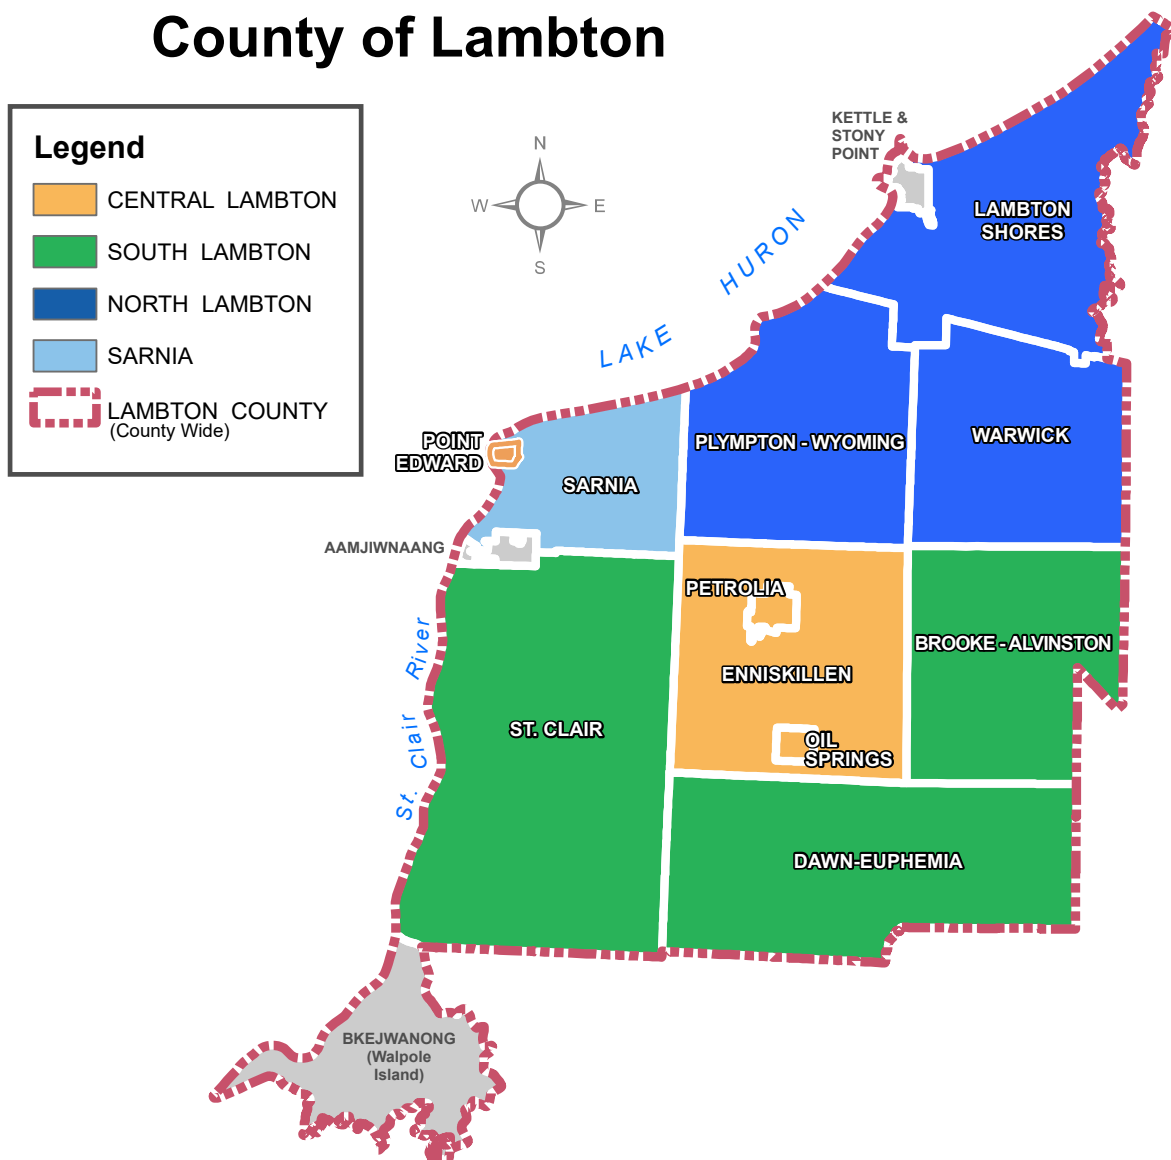 County of Lambton
Legend
CENTRAL LAMBTON
SOUTH LAMBTON
NORTH LAMBTON
SARNIA
LAMBTON COUNTY
(County Wide)
N
W
E
S
KETTLE &
STONY
POINT
LAMBTON
SHORES
LAKE HURON
POINT
EDWARD
SARNIA
PLYMPTON - WYOMING
WARWICK
AAMJIWNAANG
PETROLIA
BROOKE - ALVINSTON
ENNISKILLEN
St. Clair River
ST. CLAIR
OIL
SPRINGS
DAWN-EUPHEMIA
BKEJWANONG
(Walpole
Island)